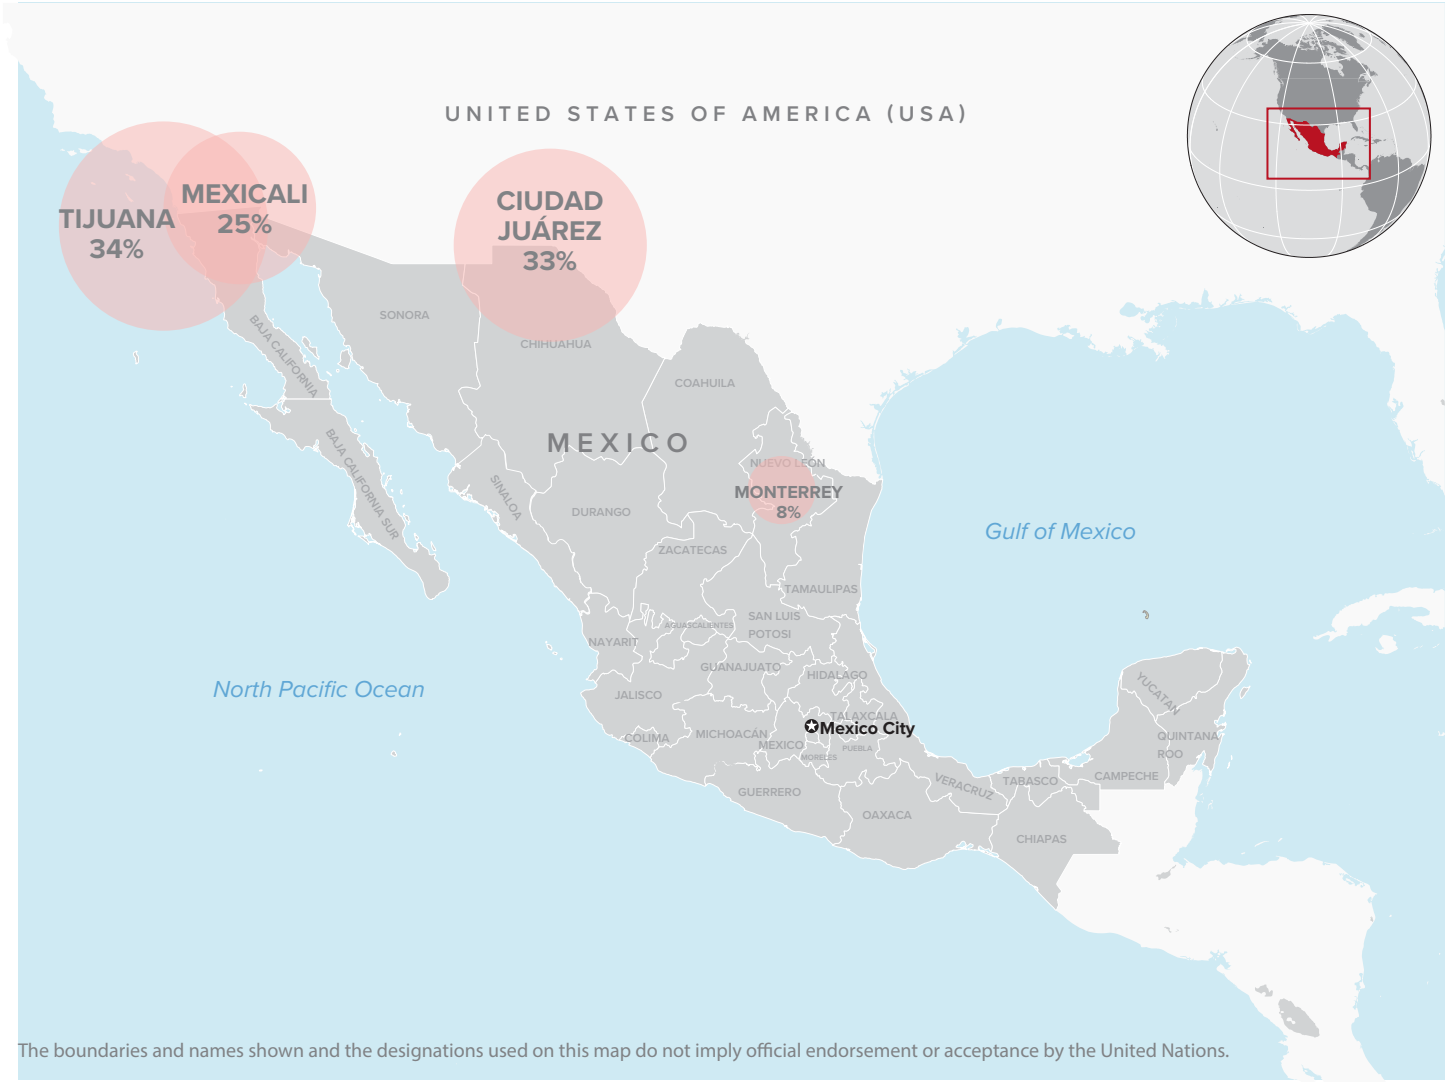 UNITED STATES OF AMERICA (USA)
MEXICALI
25%
TIJUANA
34%
CIUDAD
JUÁREZ
33%
SONORA
CHIHUAHUA
BAJA CALIFORNIA
COAHUILA
MEXICO
BAJA CALIFORNIA SUR
NUEVO LEÓN
MONTERREY
8%
SINALOA
DURANGO
Gulf of Mexico
ZACATECAS
TAMAULIPAS
SAN LUIS
POTOSI
AGUASCALIENTES
NAYARIT
GUANAJUATO
HIDALAGO
North Pacific Ocean
JALISCO
YUCATAN
TALAXCALA
Mexico City
COLIMA
MICHOACÁN
MEXICO
PUEBLA
MORELES
QUINTANA
ROO
CAMPECHE
TABASCO
VERACRUZ
GUERRERO
OAXACA
CHIAPAS
The boundaries and names shown and the designations used on this map do not imply official endorsement or acceptance by the United Nations.